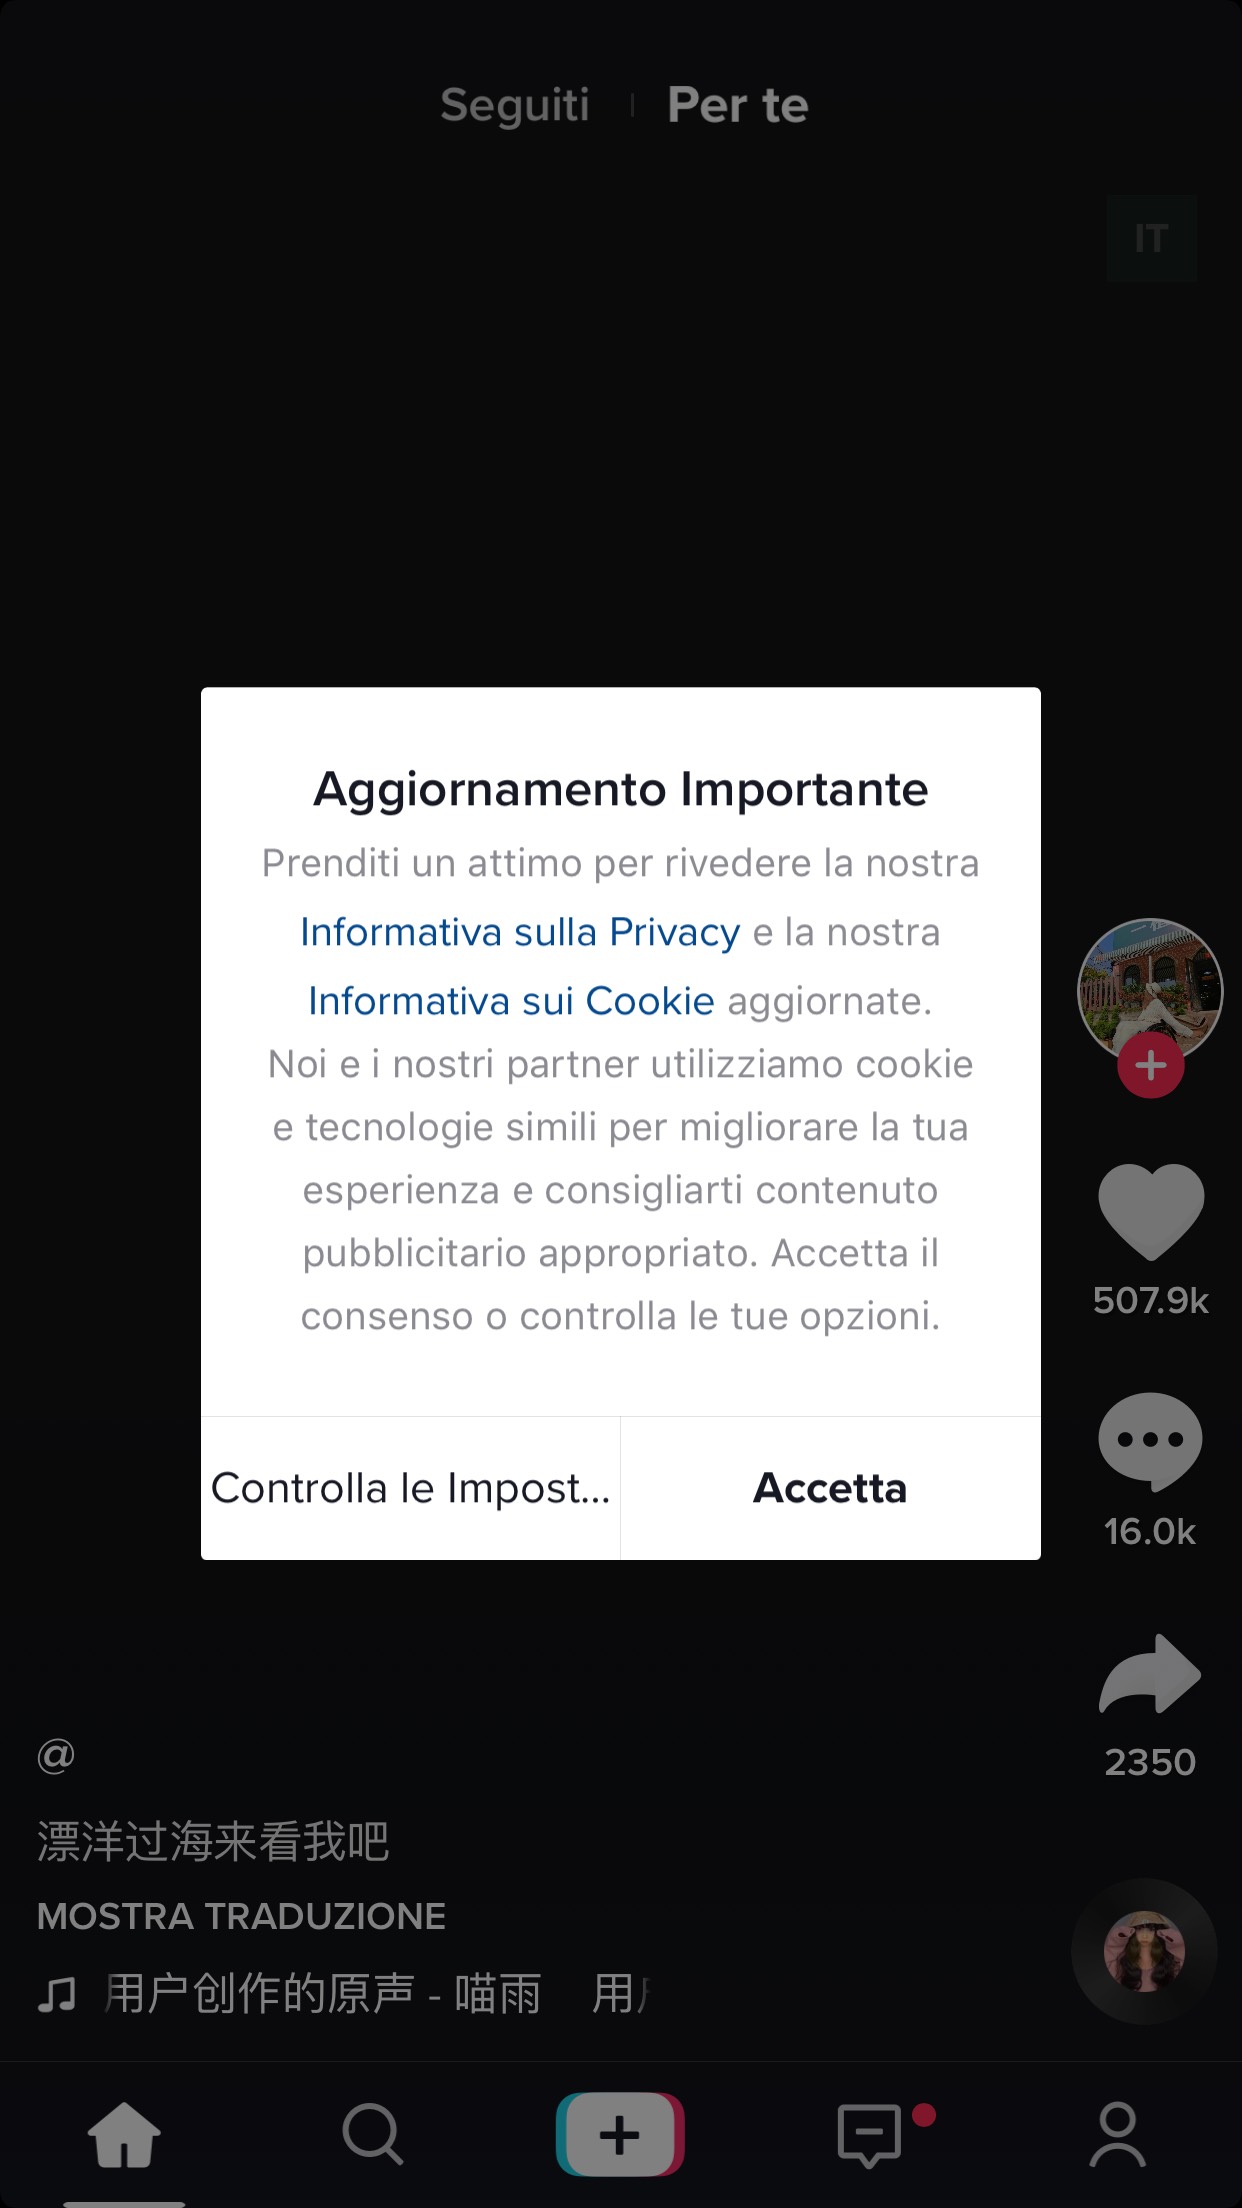 Seguiti | Per te
IT
Aggiornamento Importante
Prenditi un attimo per rivedere la nostra
Informativa sulla Privacy e la nostra
Informativa sui Cookie aggiornate.
Noi e i nostri partner utilizziamo cookie
e tecnologie simili per migliorare la tua
esperienza e consigliarti contenuto
pubblicitario appropriato. Accetta il
consenso o controlla le tue opzioni.
Controlla le Impost...
Accetta
507.9k
16.0k
2350
@
漂洋过海来看我吧
MOSTRA TRADUZIONE
用户创作的原声 - 喵雨 用